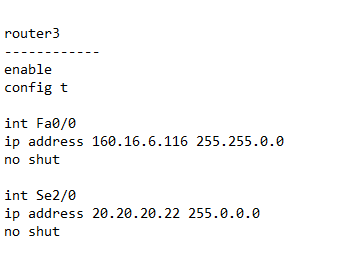 router3
------------
enable
config t
int Fa0/0
ip address 160.16.6.116 255.255.0.0
no shut
int Se2/0
ip address 20.20.20.22 255.0.0.0
no shut